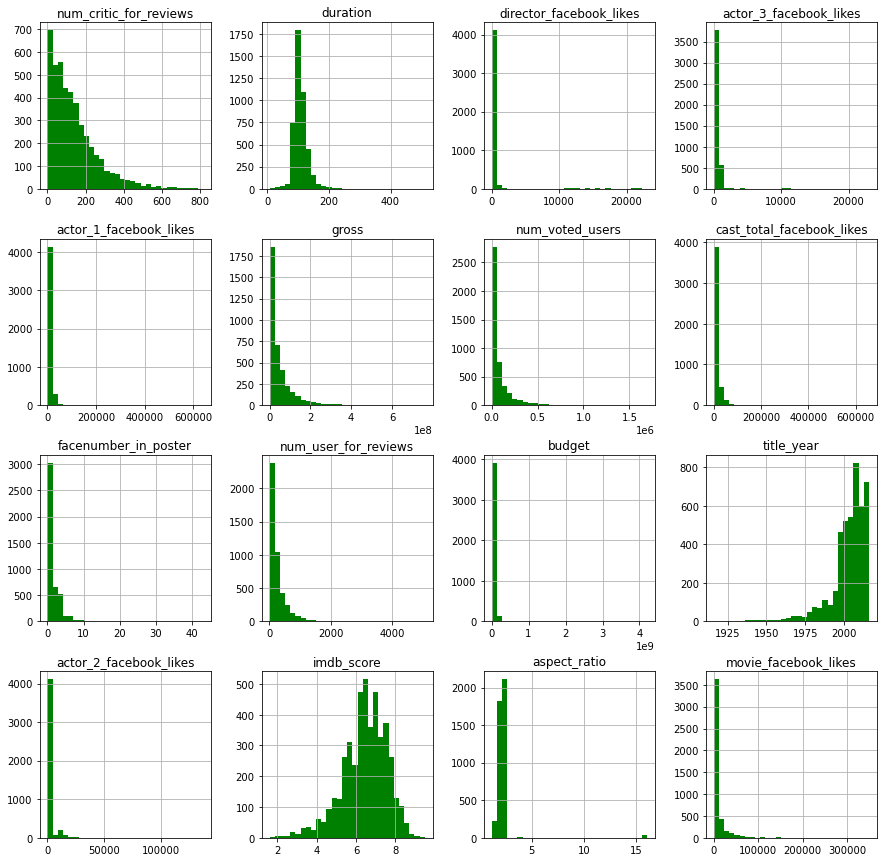 num_critic_for_reviews
700
600
500
400
300
200
100
0
0 200 400 600 800
duration
1750
1500
1250
1000
750
500
250
0
0 200 400
director_facebook_likes
4000
3000
2000
1000
0
0 10000 20000
actor_3_facebook_likes
3500
3000
2500
2000
1500
1000
500
0
0 10000 20000
actor_1_facebook_likes
4000
3000
2000
1000
0
0 200000 400000 600000
gross
1750
1500
1250
1000
750
500
250
0
0 2 4 6
1e8
num_voted_users
2500
2000
1500
1000
500
0
0.0 0.5 1.0 1.5
1e6
cast_total_facebook_likes
4000
3000
2000
1000
0
0 200000 400000 600000
facenumber_in_poster
3000
2500
2000
1500
1000
500
0
0 10 20 30 40
num_user_for_reviews
2000
1500
1000
500
0
0 2000 4000
budget
4000
3000
2000
1000
0
0 1 2 3 4
1e9
title_year
800
600
400
200
0
1925 1950 1975 2000
actor_2_facebook_likes
4000
3000
2000
1000
0
0 50000 100000
imdb_score
500
400
300
200
100
0
2 4 6 8
aspect_ratio
2000
1500
1000
500
0
5 10 15
movie_facebook_likes
3500
3000
2500
2000
1500
1000
500
0
0 100000 200000 300000